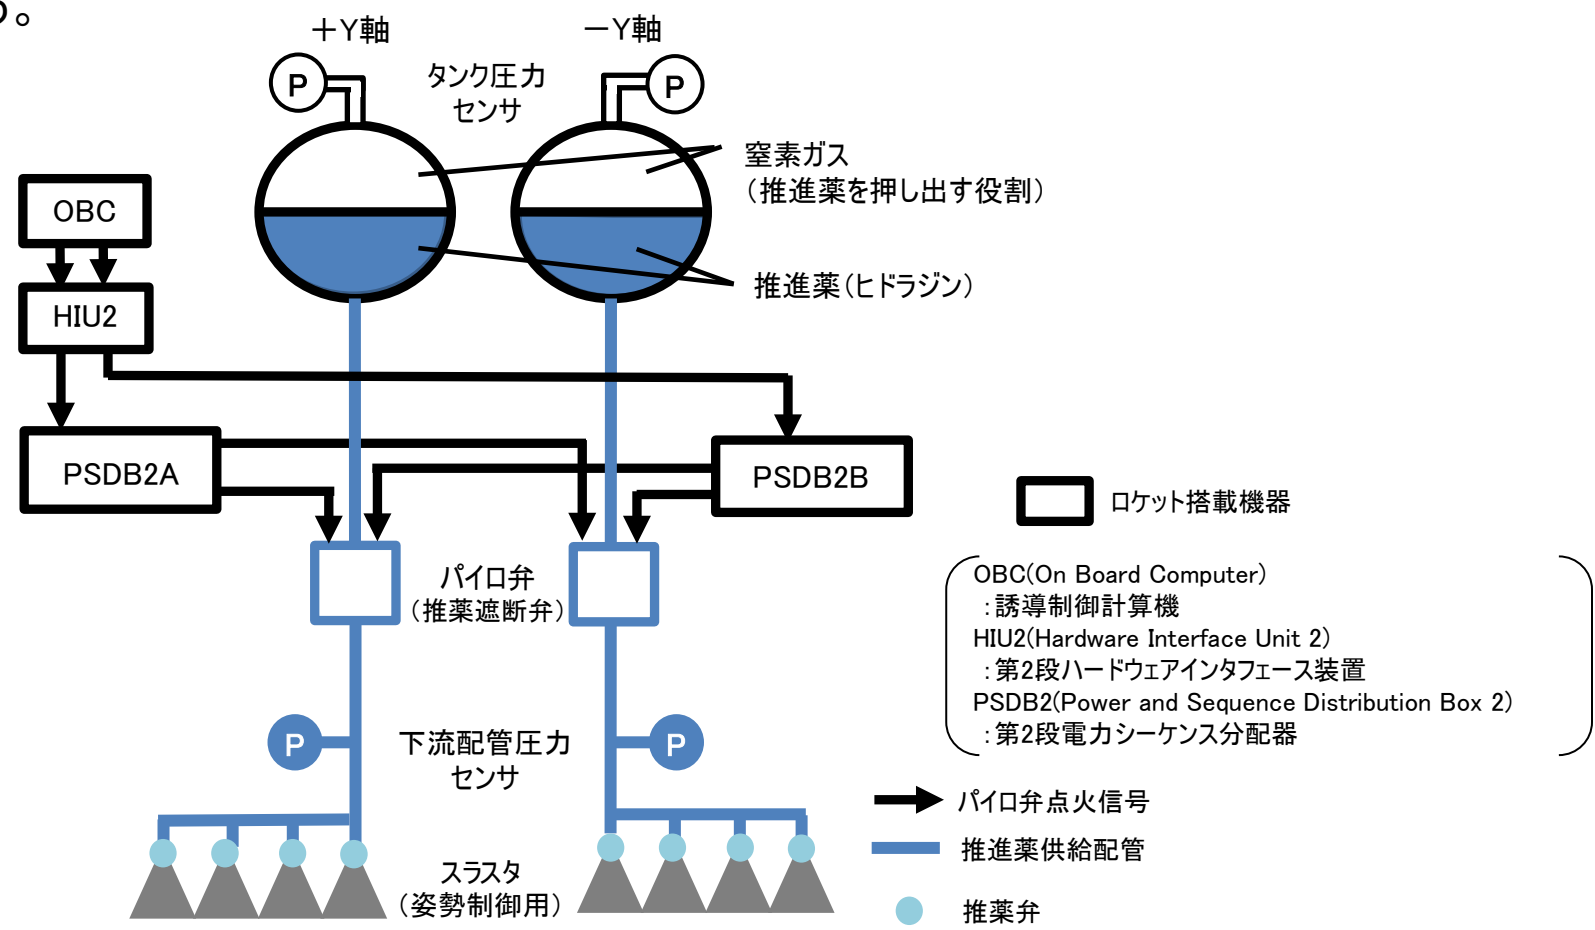 る。
＋Y軸
－Y軸
P
P
タンク圧力
センサ
窒素ガス
（推進薬を押し出す役割）
OBC
推進薬（ヒドラジン）
HIU2
PSDB2A
PSDB2B
ロケット搭載機器
パイロ弁
（推薬遮断弁）
OBC(On Board Computer)
：誘導制御計算機
HIU2(Hardware Interface Unit 2)
：第2段ハードウェアインタフェース装置
PSDB2(Power and Sequence Distribution Box 2)
：第2段電力シーケンス分配器
P
P
下流配管圧力
センサ
パイロ弁点火信号
推進薬供給配管
スラスタ
（姿勢制御用）
推薬弁